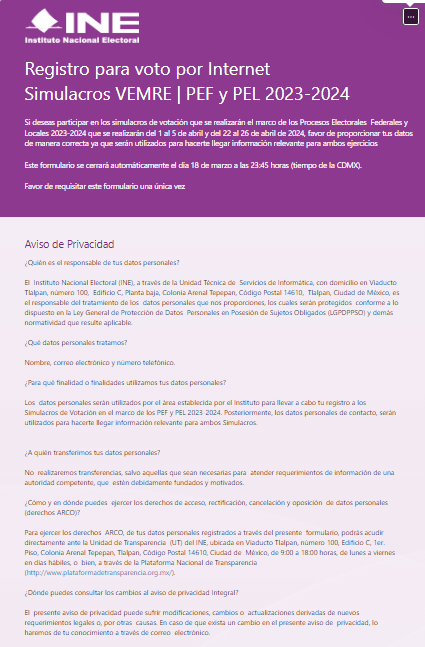 INE
Instituto Nacional Electoral
Registro para voto por Internet
Simulacros VEMRE | PEF y PEL 2023-2024
Si deseas participar en los simulacros de votación que se realizarán el marco de los Procesos Electorales Federales y
Locales 2023-2024 que se realizarán del 1 al 5 de abril y del 22 al 26 de abril de 2024, favor de proporcionar tus datos
de manera correcta ya que serán utilizados para hacerte llegar información relevante para ambos ejercicios
Este formulario se cerrará automáticamente el día 18 de marzo a las 23:45 horas (tiempo de la CDMX).
Favor de requisitar este formulario una única vez
Aviso de Privacidad
¿Quién es el responsable de tus datos personales?
El Instituto Nacional Electoral (INE), a través de la Unidad Técnica de Servicios de Informática, con domicilio en Viaducto
Tlalpan, número 100, Edificio C, Planta baja, Colonia Arenal Tepepan, Código Postal 14610, Tlalpan, Ciudad de México, es
el responsable del tratamiento de los datos personales que nos proporciones, los cuales serán protegidos conforme a lo
dispuesto en la Ley General de Protección de Datos Personales en Posesión de Sujetos Obligados (LGPDPPSO) y demás
normatividad que resulte aplicable.
¿Qué datos personales tratamos?
Nombre, correo electrónico y número telefónico.
¿Para qué finalidad o finalidades utilizamos tus datos personales?
Los datos personales serán utilizados por el área establecida por el Instituto para llevar a cabo tu registro a los
Simulacros de Votación en el marco de los PEF y PEL 2023-2024. Posteriormente, los datos personales de contacto, serán
utilizados para hacerte llegar información relevante para ambos Simulacros.
¿A quién transferimos tus datos personales?
No realizaremos transferencias, salvo aquellas que sean necesarias para atender requerimientos de información de una
autoridad competente, que estén debidamente fundados y motivados.
¿Cómo y en dónde puedes ejercer los derechos de acceso, rectificación, cancelación y oposición de datos personales
(derechos ARCO)?
Para ejercer los derechos ARCO, de tus datos personales registrados a través del presente formulario, podrás acudir
directamente ante la Unidad de Transparencia (UT) del INE, ubicada en Viaducto Tlalpan, número 100, Edificio C, 1er.
Piso, Colonia Arenal Tepepan, Tlalpan, Código Postal 14610, Ciudad de México, de 9:00 a 18:00 horas, de lunes a viernes
en días hábiles, o bien, a través de la Plataforma Nacional de Transparencia
(http://www.plataformadetransparencia.org.mx/).
¿Dónde puedes consultar los cambios al aviso de privacidad Integral?
El presente aviso de privacidad puede sufrir modificaciones, cambios o actualizaciones derivadas de nuevos
requerimientos legales o, por otras causas. En caso de que exista un cambio en el presente aviso de privacidad, lo
haremos de tu conocimiento a través de correo electrónico.